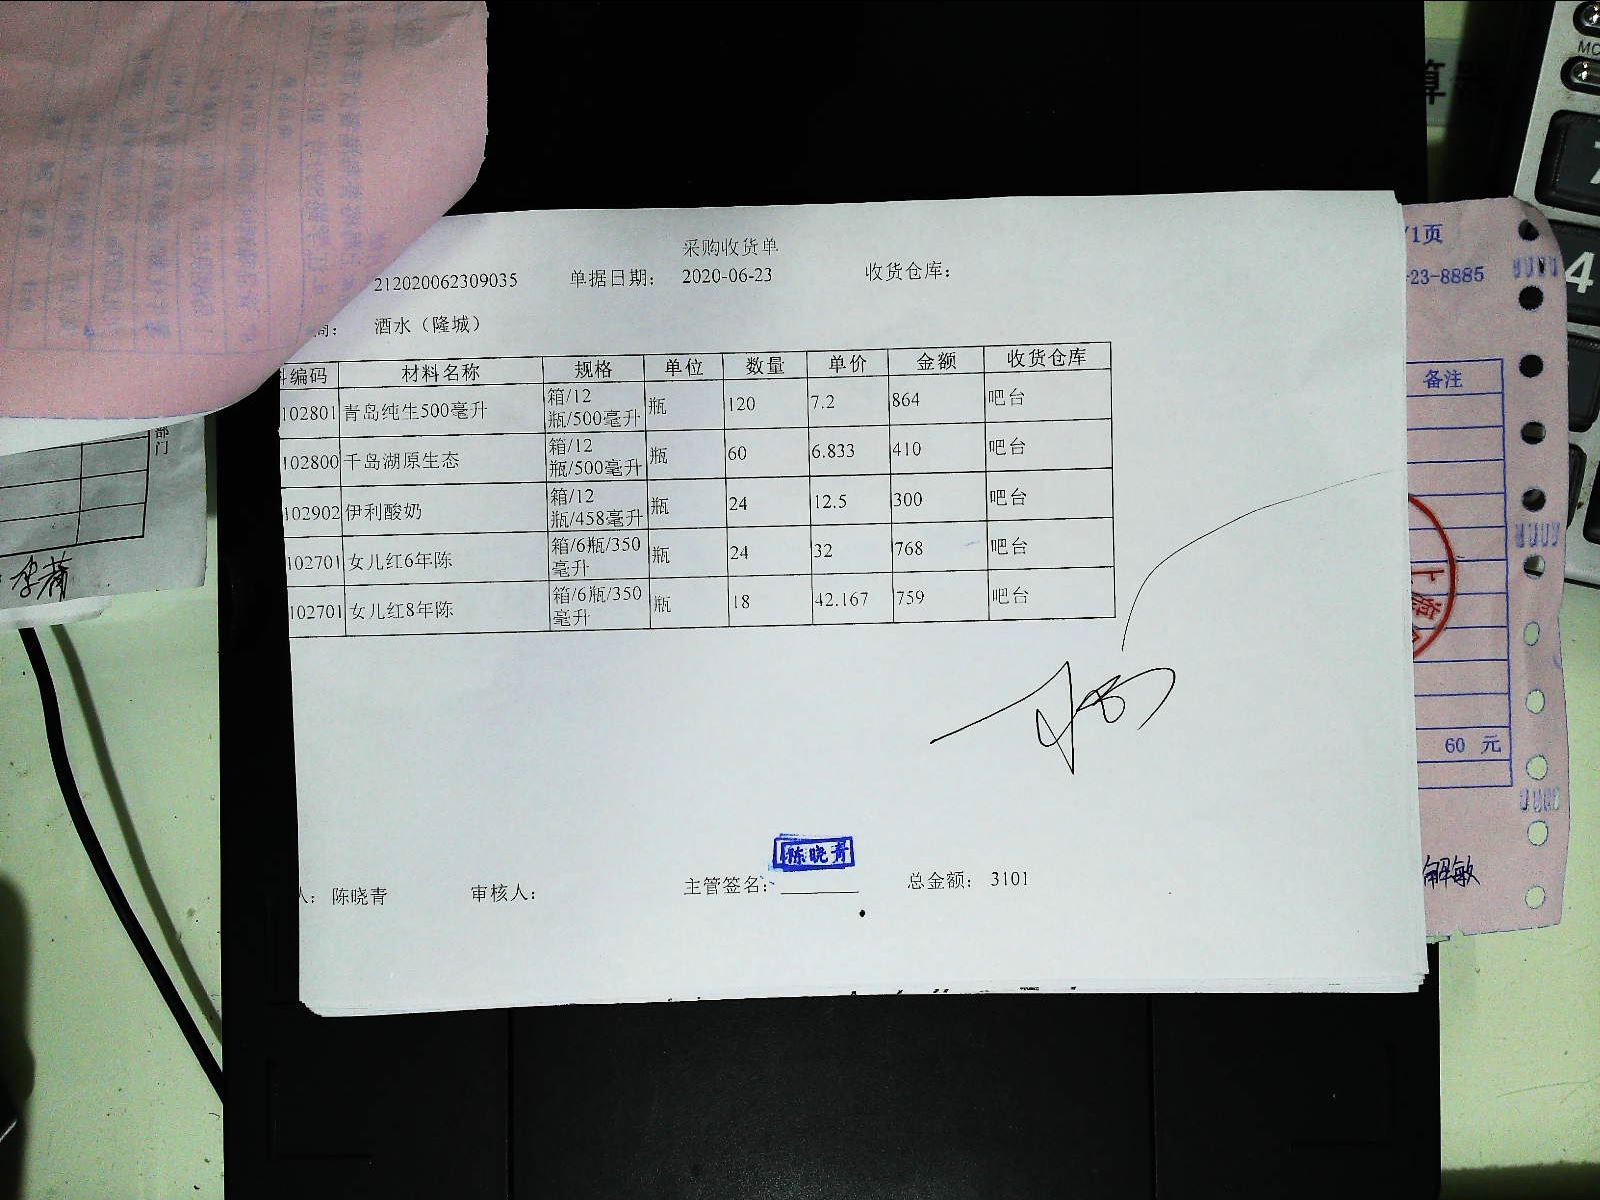 采购收货单
212020062309035 单据日期： 2020-06-23 收货仓库：
商： 酒水（隆城）
料编码 材料名称 规格 单位 数量 单价 金额 收货仓库
102801 青岛纯生500毫升 箱/12瓶/500毫升 瓶 120 7.2 864 吧台
102800 千岛湖原生态 箱/12瓶/500毫升 瓶 60 6.833 410 吧台
102902 伊利酸奶 箱/12瓶/458毫升 瓶 24 12.5 300 吧台
102701 女儿红6年陈 箱/6瓶/350毫升 瓶 24 32 768 吧台
102701 女儿红8年陈 箱/6瓶/350毫升 瓶 18 42.167 759 吧台
陈晓青
人： 陈晓青 审核人： 主管签名： 总金额： 3101
/1页
-23-8885
备注
60 元
解敏
部门
算器
4